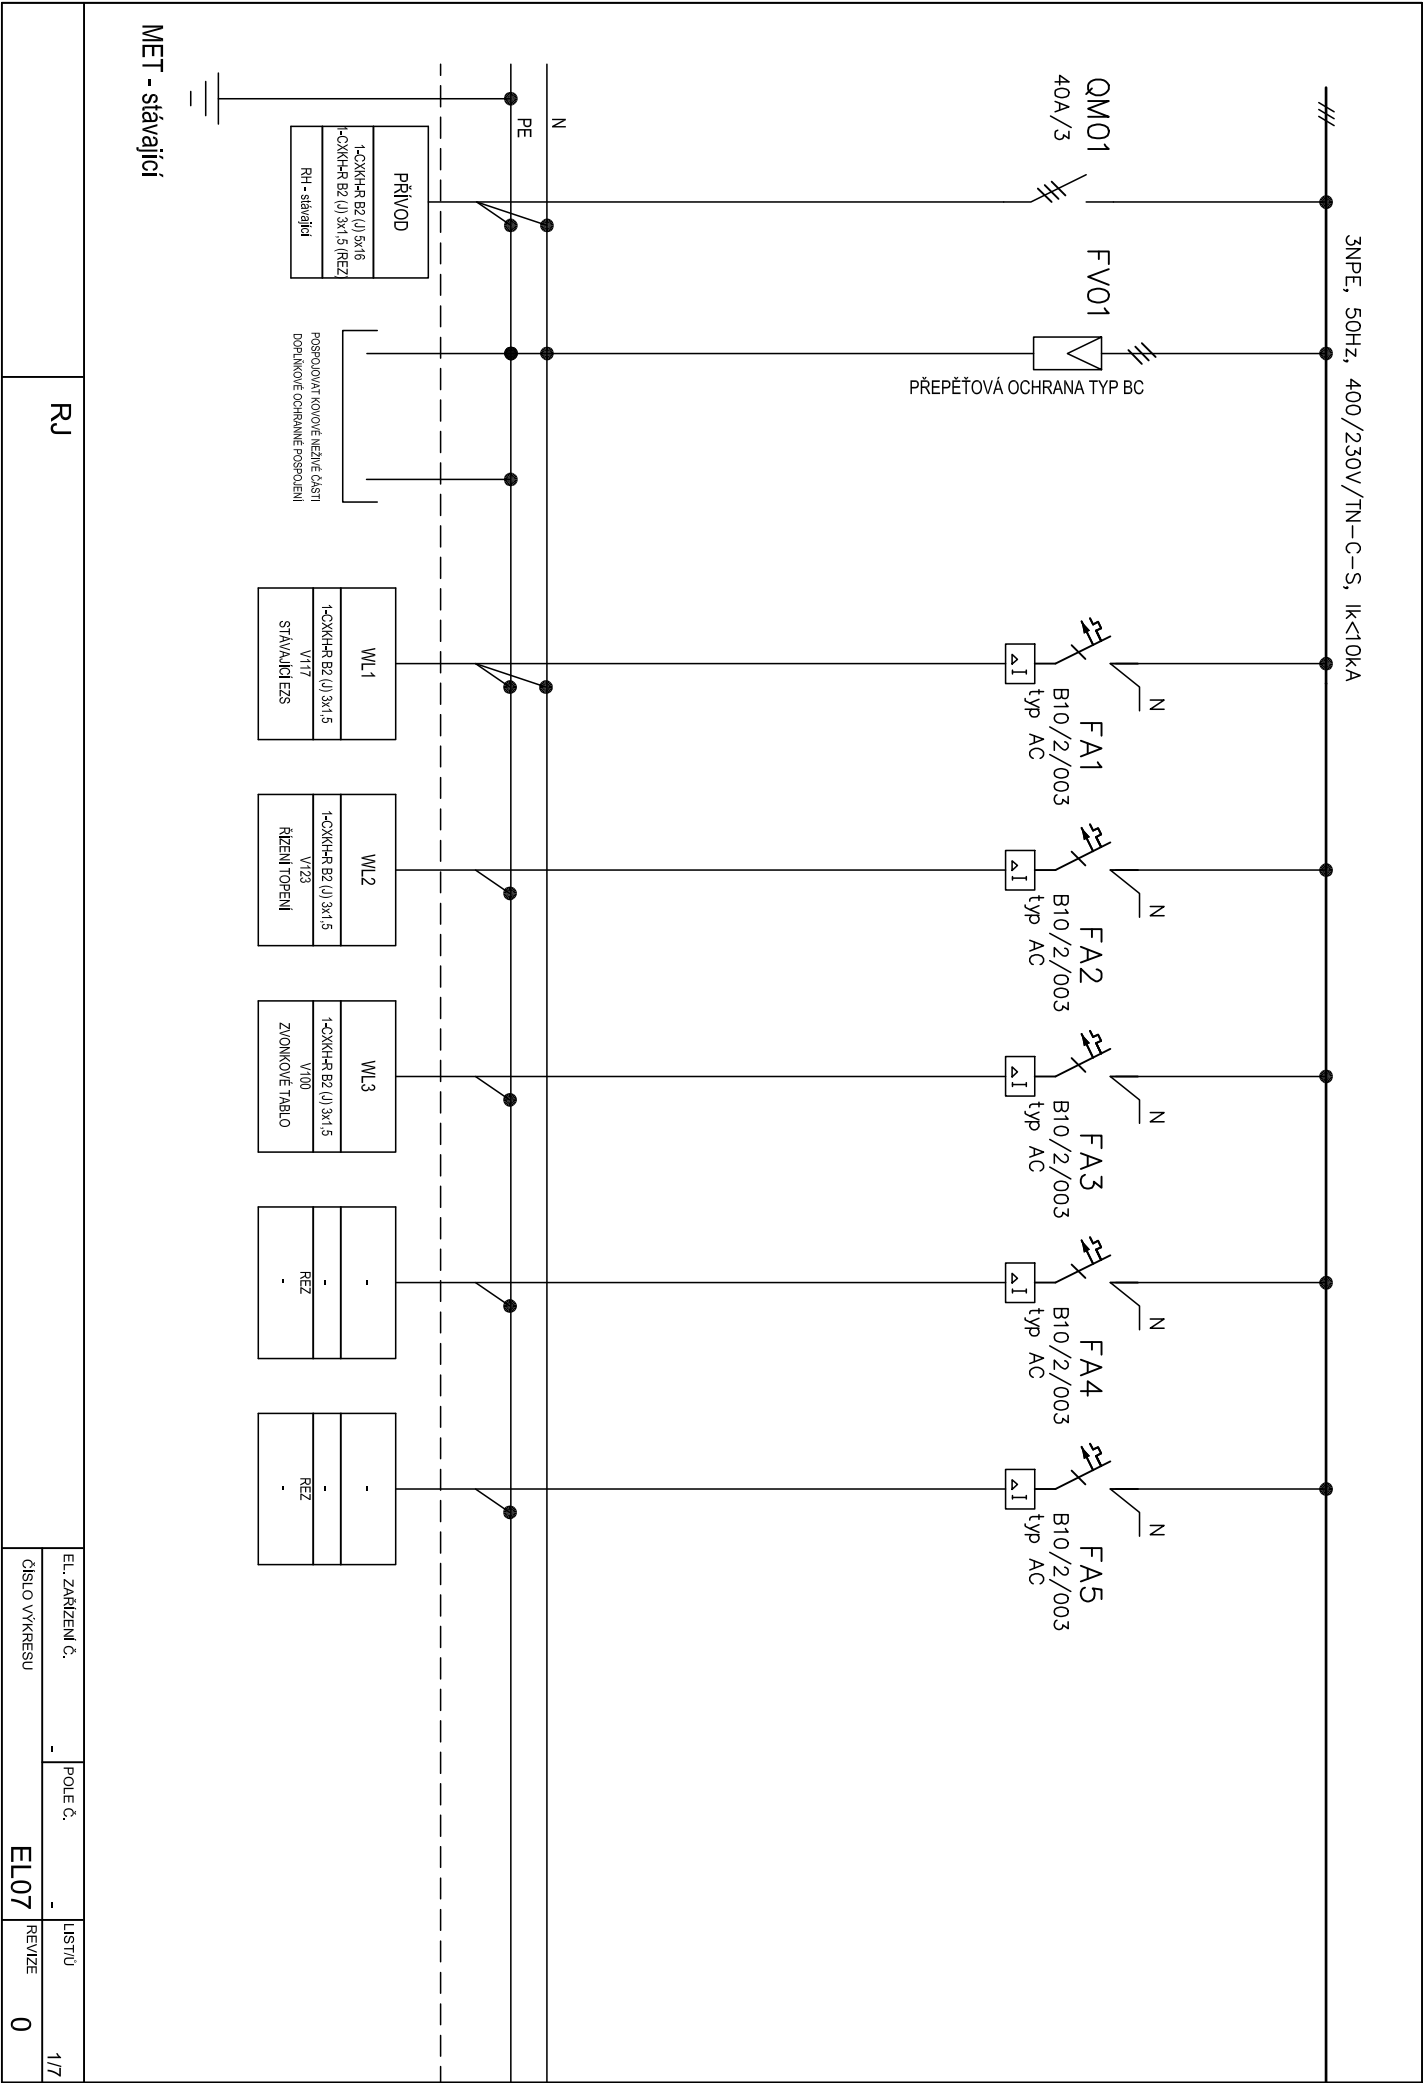 3NPE, 50Hz, 400/230V/TN-C-S, Ik<10kA
QM01
40A/3
FV01
PŘEPĚŤOVÁ OCHRANA TYP BC
N
FA1
B10/2/003
typ AC
ΔI
N
FA2
B10/2/003
typ AC
ΔI
N
FA3
B10/2/003
typ AC
ΔI
N
FA4
B10/2/003
typ AC
ΔI
N
FA5
B10/2/003
typ AC
ΔI
N
PE
PŘÍVOD
1-CXKH-R B2 (J) 5x16
1-CXKH-R B2 (J) 3x1,5 (REZ)
RH - stávající
POSPOJOVAT KOVOVÉ NEŽIVÉ ČÁSTI
DOPLŇKOVÉ OCHRANNÉ POSPOJENÍ
WL1
1-CXKH-R B2 (J) 3x1,5
V117
STÁVAJÍCÍ EZS
WL2
1-CXKH-R B2 (J) 3x1,5
V123
ŘÍZENÍ TOPENÍ
WL3
1-CXKH-R B2 (J) 3x1,5
V100
ZVONKOVÉ TABLO
-
-
REZ
-
-
-
REZ
-
MET - stávající
RJ
EL. ZAŘÍZENÍ Č. -
POLE Č. -
LIST/Ů 1/7
ČÍSLO VÝKRESU EL07
REVIZE 0